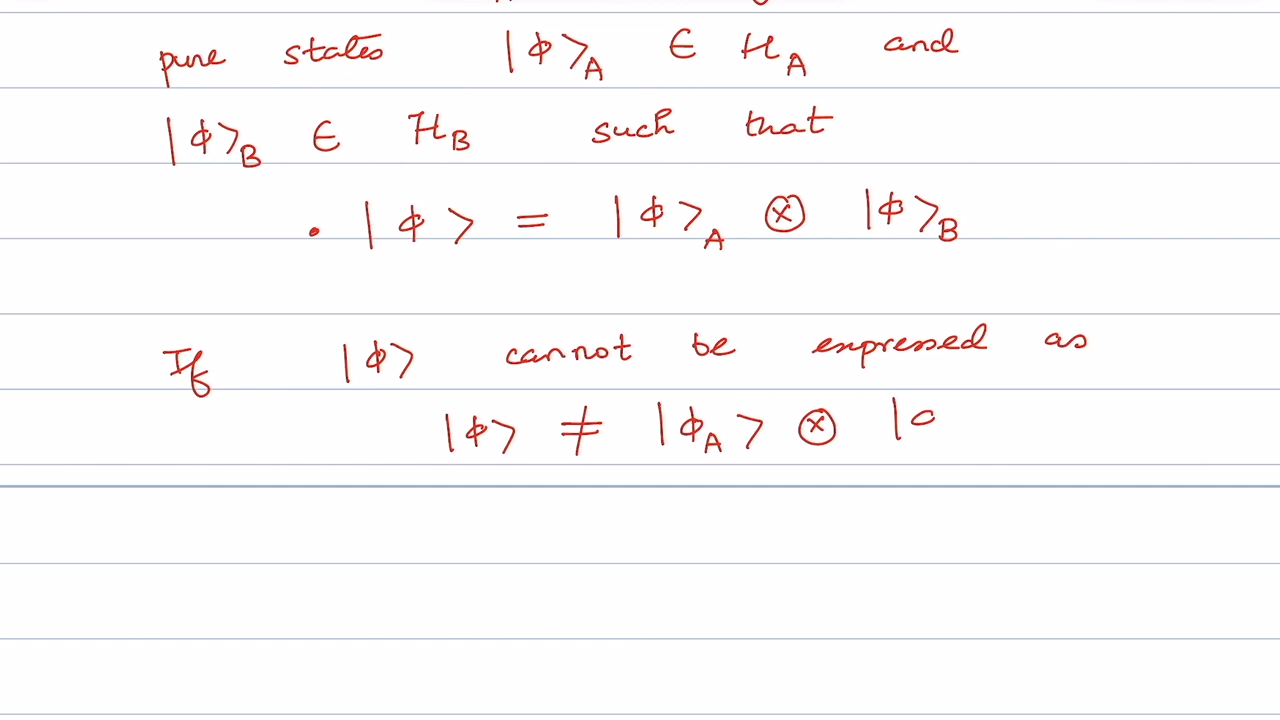 pure states |ϕ>_A ∈ H_A and
|ϕ>_B ∈ H_B such that
. |ϕ> = |ϕ>_A ⊗ |ϕ>_B
If |ϕ> cannot be expressed as
|ϕ> ≠ |ϕ_A> ⊗ |